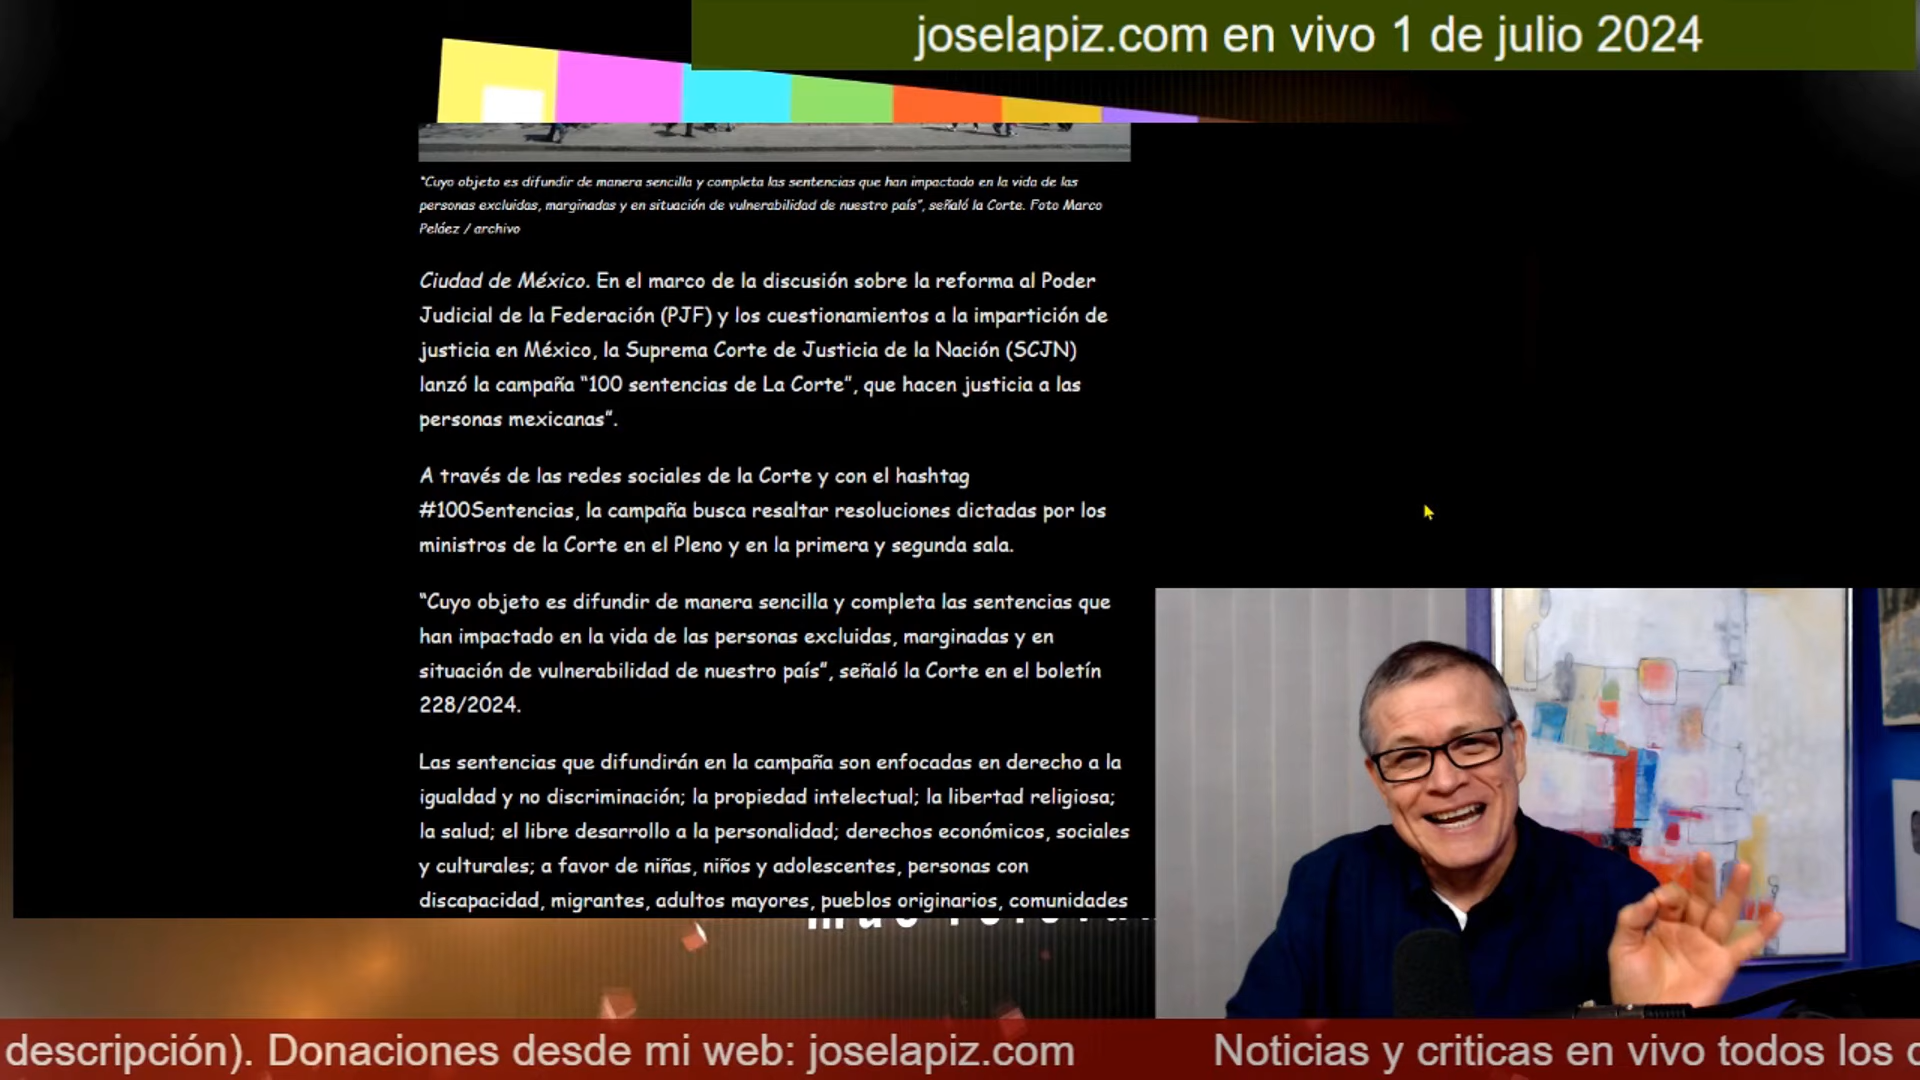 joselapiz.com en vivo 1 de julio 2024
"Cuyo objeto es difundir de manera sencilla y completa las sentencias que han impactado en la vida de las
personas excluidas, marginadas y en situación de vulnerabilidad de nuestro país", señaló la Corte. Foto Marco
Peláez / archivo
Ciudad de México. En el marco de la discusión sobre la reforma al Poder
Judicial de la Federación (PJF) y los cuestionamientos a la impartición de
justicia en México, la Suprema Corte de Justicia de la Nación (SCJN)
lanzó la campaña “100 sentencias de La Corte”, que hacen justicia a las
personas mexicanas”.
A través de las redes sociales de la Corte y con el hashtag
#100Sentencias, la campaña busca resaltar resoluciones dictadas por los
ministros de la Corte en el Pleno y en la primera y segunda sala.
“Cuyo objeto es difundir de manera sencilla y completa las sentencias que
han impactado en la vida de las personas excluidas, marginadas y en
situación de vulnerabilidad de nuestro país”, señaló la Corte en el boletín
228/2024.
Las sentencias que difundirán en la campaña son enfocadas en derecho a la
igualdad y no discriminación; la propiedad intelectual; la libertad religiosa;
la salud; el libre desarrollo a la personalidad; derechos económicos, sociales
y culturales; a favor de niñas, niños y adolescentes, personas con
discapacidad, migrantes, adultos mayores, pueblos originarios, comunidades
descripción). Donaciones desde mi web: joselapiz.com Noticias y criticas en vivo todos los